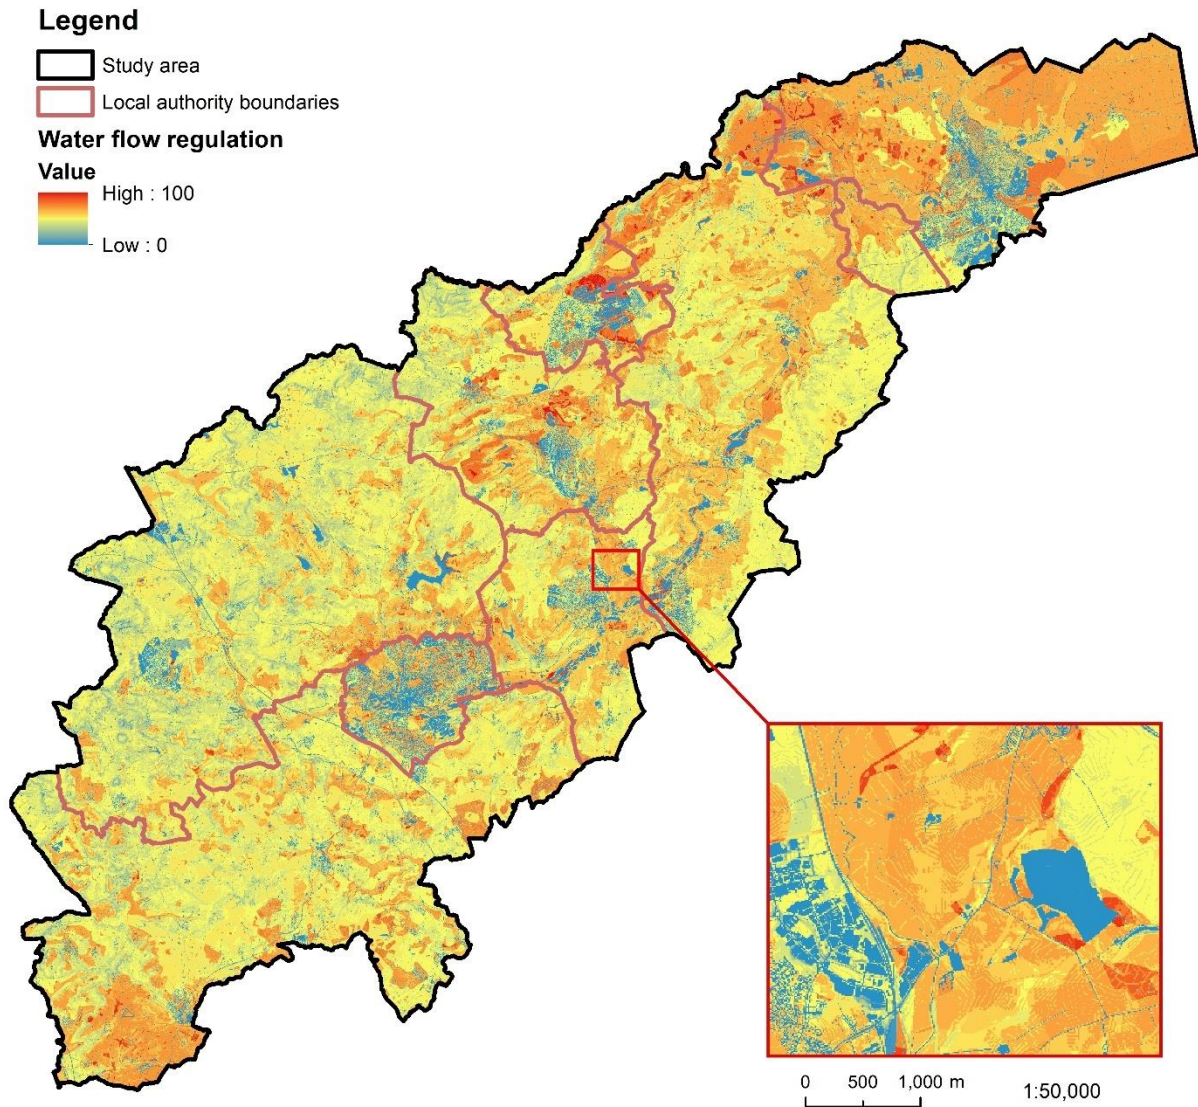 Legend
Study area
Local authority boundaries
Water flow regulation
Value
High : 100
Low : 0
0 500 1,000 m
1:50,000